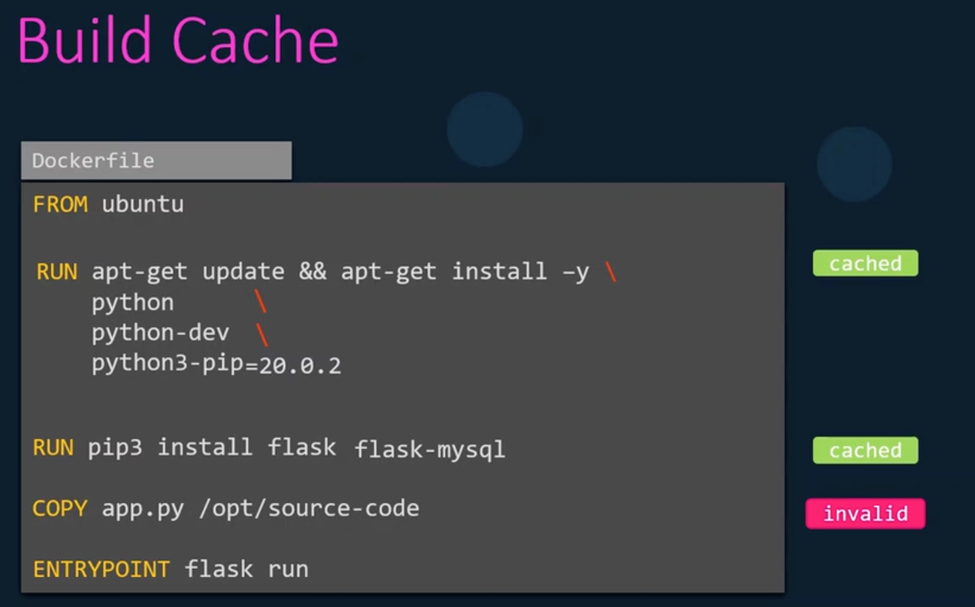 Build Cache
Dockerfile
FROM ubuntu
RUN apt-get update && apt-get install –y \
cached
python \
python-dev \
python3-pip=20.0.2
RUN pip3 install flask flask-mysql
cached
COPY app.py /opt/source-code
invalid
ENTRYPOINT flask run